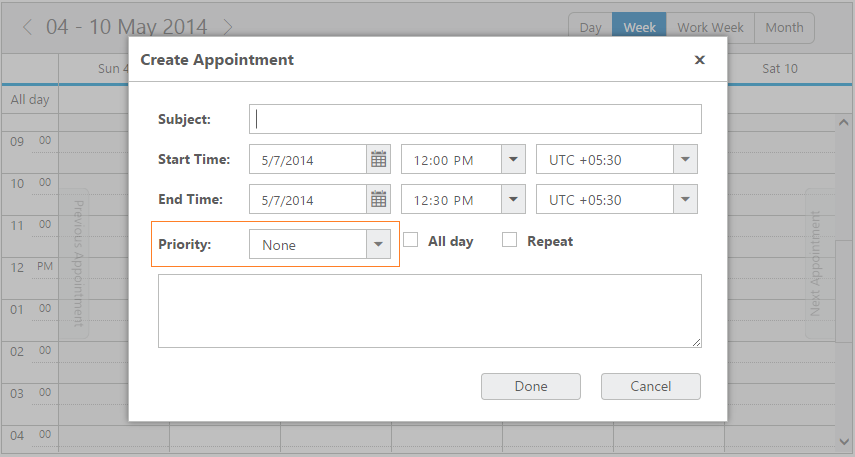 04 - 10 May 2014
Day Week Work Week Month
Sun 4 Sat 10
All day
09 00
10 00
11 00
12 PM
01 00
02 00
03 00
04 00
Previous Appointment
Next Appointment
Create Appointment
Subject:
Start Time: 5/7/2014 12:00 PM UTC +05:30
End Time: 5/7/2014 12:30 PM UTC +05:30
Priority: None All day Repeat
Done Cancel